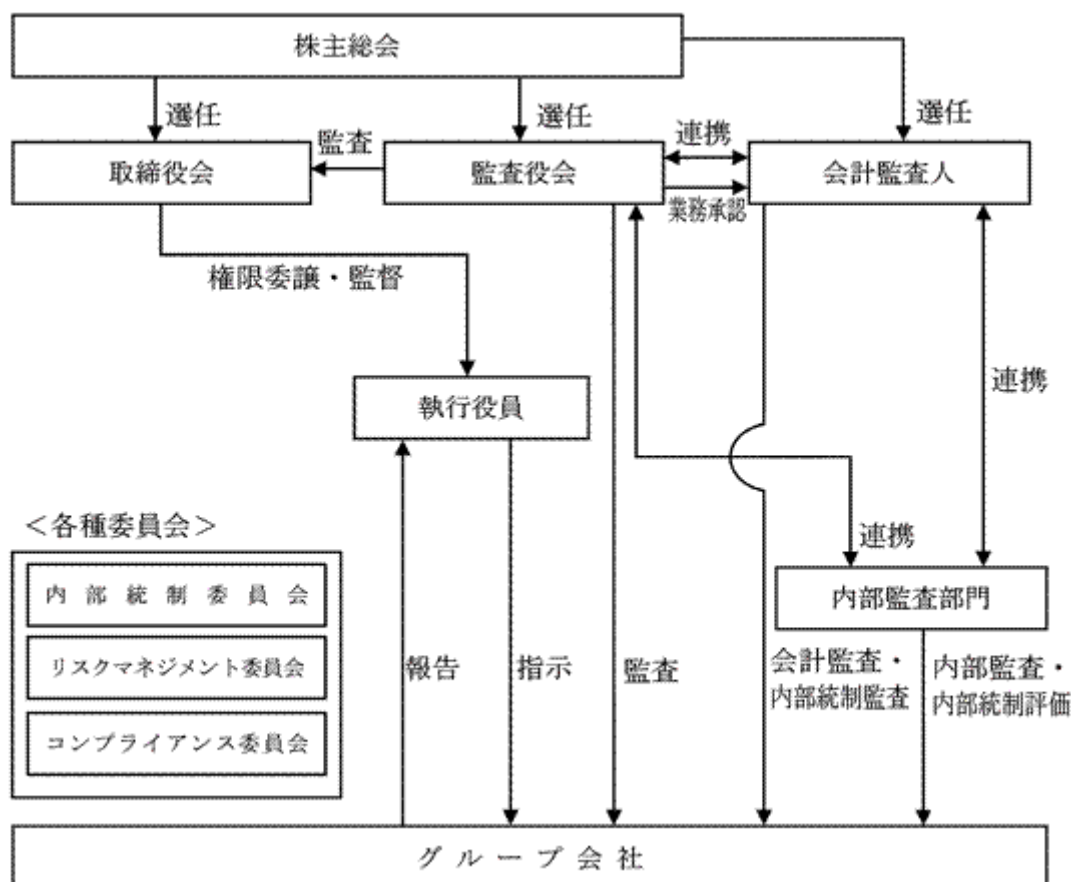 株主総会
選任
選任
選任
監査
連携
取締役会
監査役会
会計監査人
業務承認
権限委譲・監督
連携
執行役員
＜各種委員会＞
連携
内部統制委員会
内部監査部門
リスクマネジメント委員会
報告
指示
監査
会計監査・
内部統制監査
内部監査・
内部統制評価
コンプライアンス委員会
グループ会社